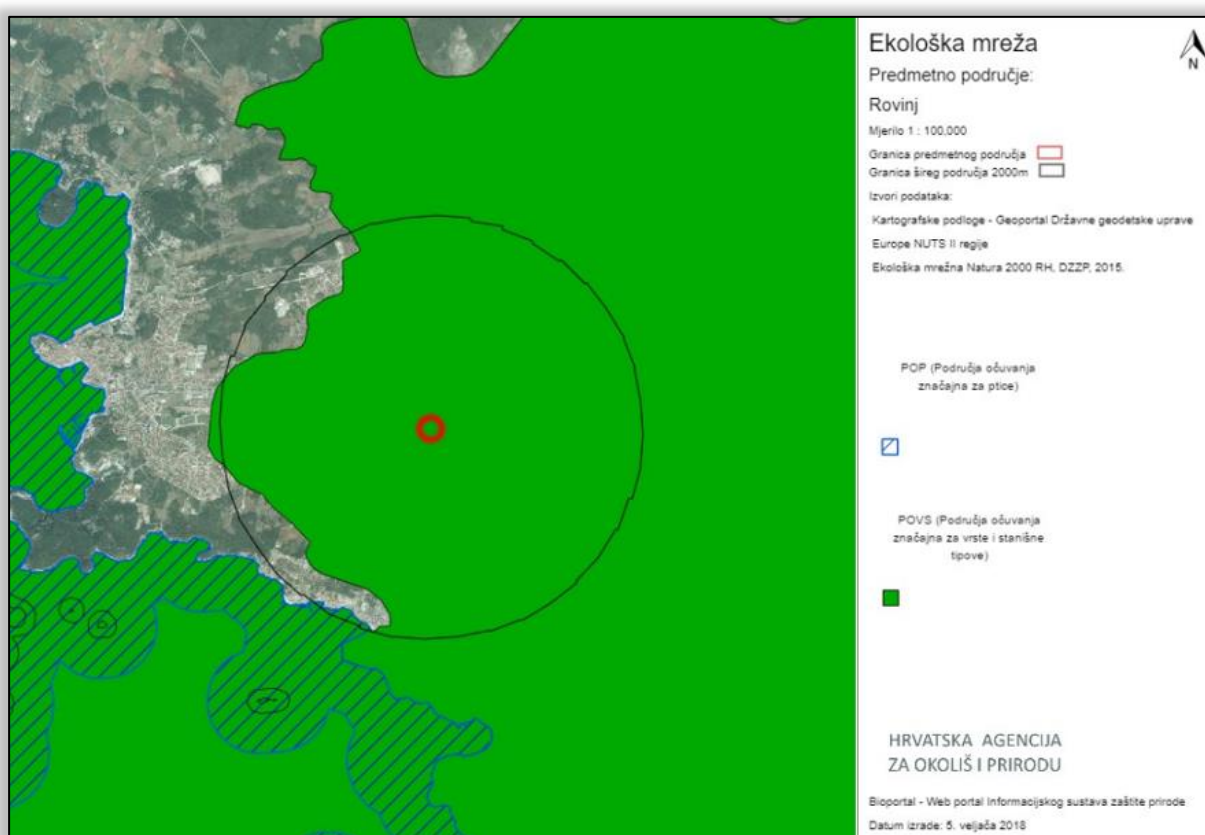 Ekološka mreža
N
Predmetno područje:
Rovinj
Mjerilo 1 : 100.000
Granica predmetnog područja
Granica šireg područja 2000m
Izvori podataka:
Kartografske podloge - Geoportal Državne geodetske uprave
Europe NUTS II regije
Ekološka mrežna Natura 2000 RH, DZZP, 2015.
POP (Područja očuvanja
značajna za ptice)
POVS (Područja očuvanja
značajna za vrste i stanišne
tipove)
HRVATSKA AGENCIJA
ZA OKOLIŠ I PRIRODU
Bioportal - Web portal Informacijskog sustava zaštite prirode
Datum izrade: 5. veljača 2018